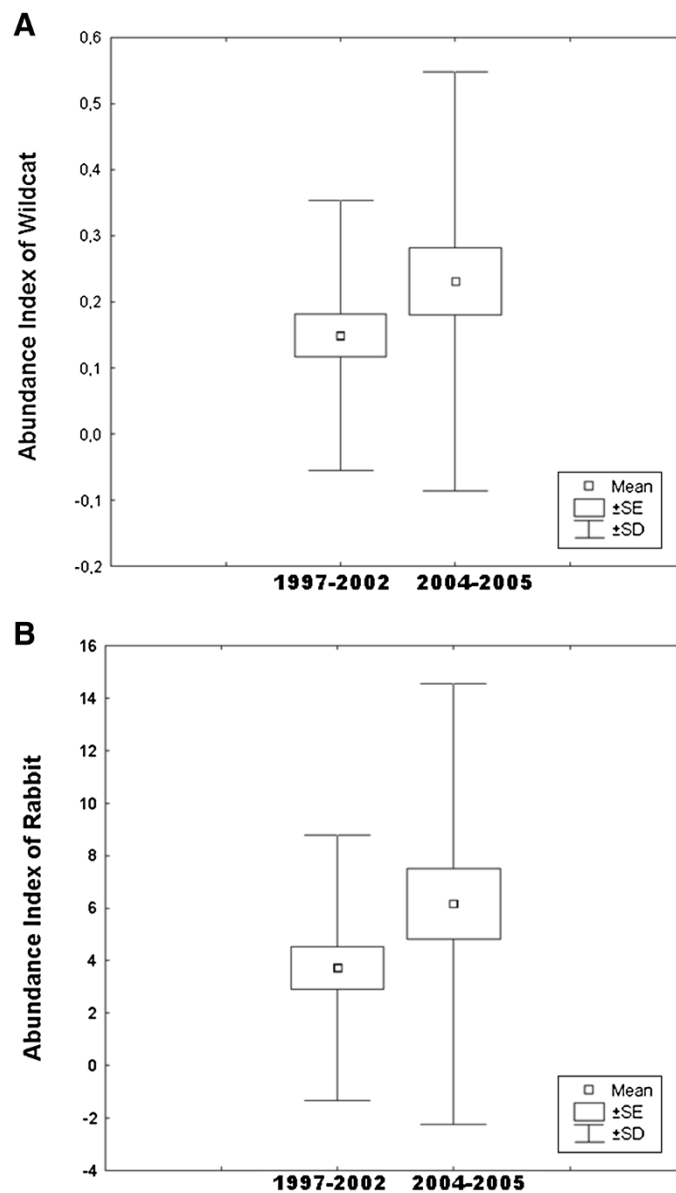 A
Abundance Index of Wildcat
0,6
0,5
0,4
0,3
0,2
0,1
0,0
-0,1
-0,2
Mean
±SE
±SD
1997-2002 2004-2005
B
Abundance Index of Rabbit
16
14
12
10
8
6
4
2
0
-2
-4
Mean
±SE
±SD
1997-2002 2004-2005